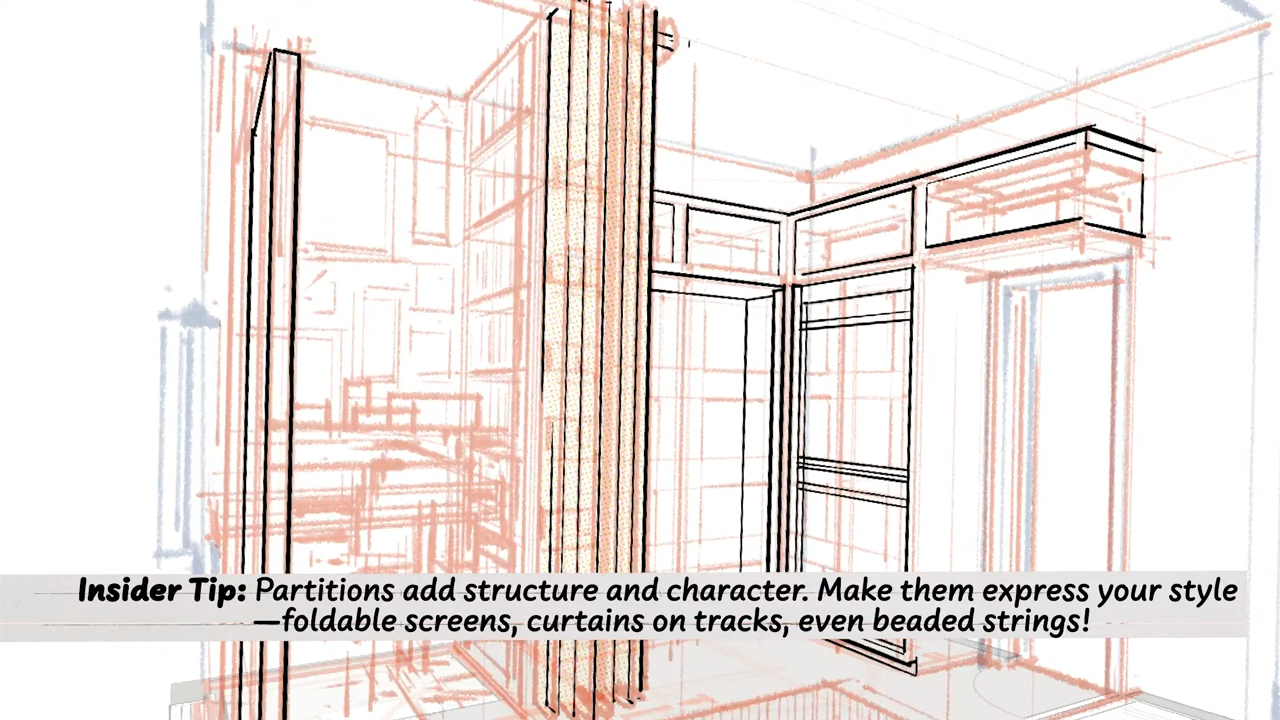 Insider Tip: Partitions add structure and character. Make them express your style
—foldable screens, curtains on tracks, even beaded strings!